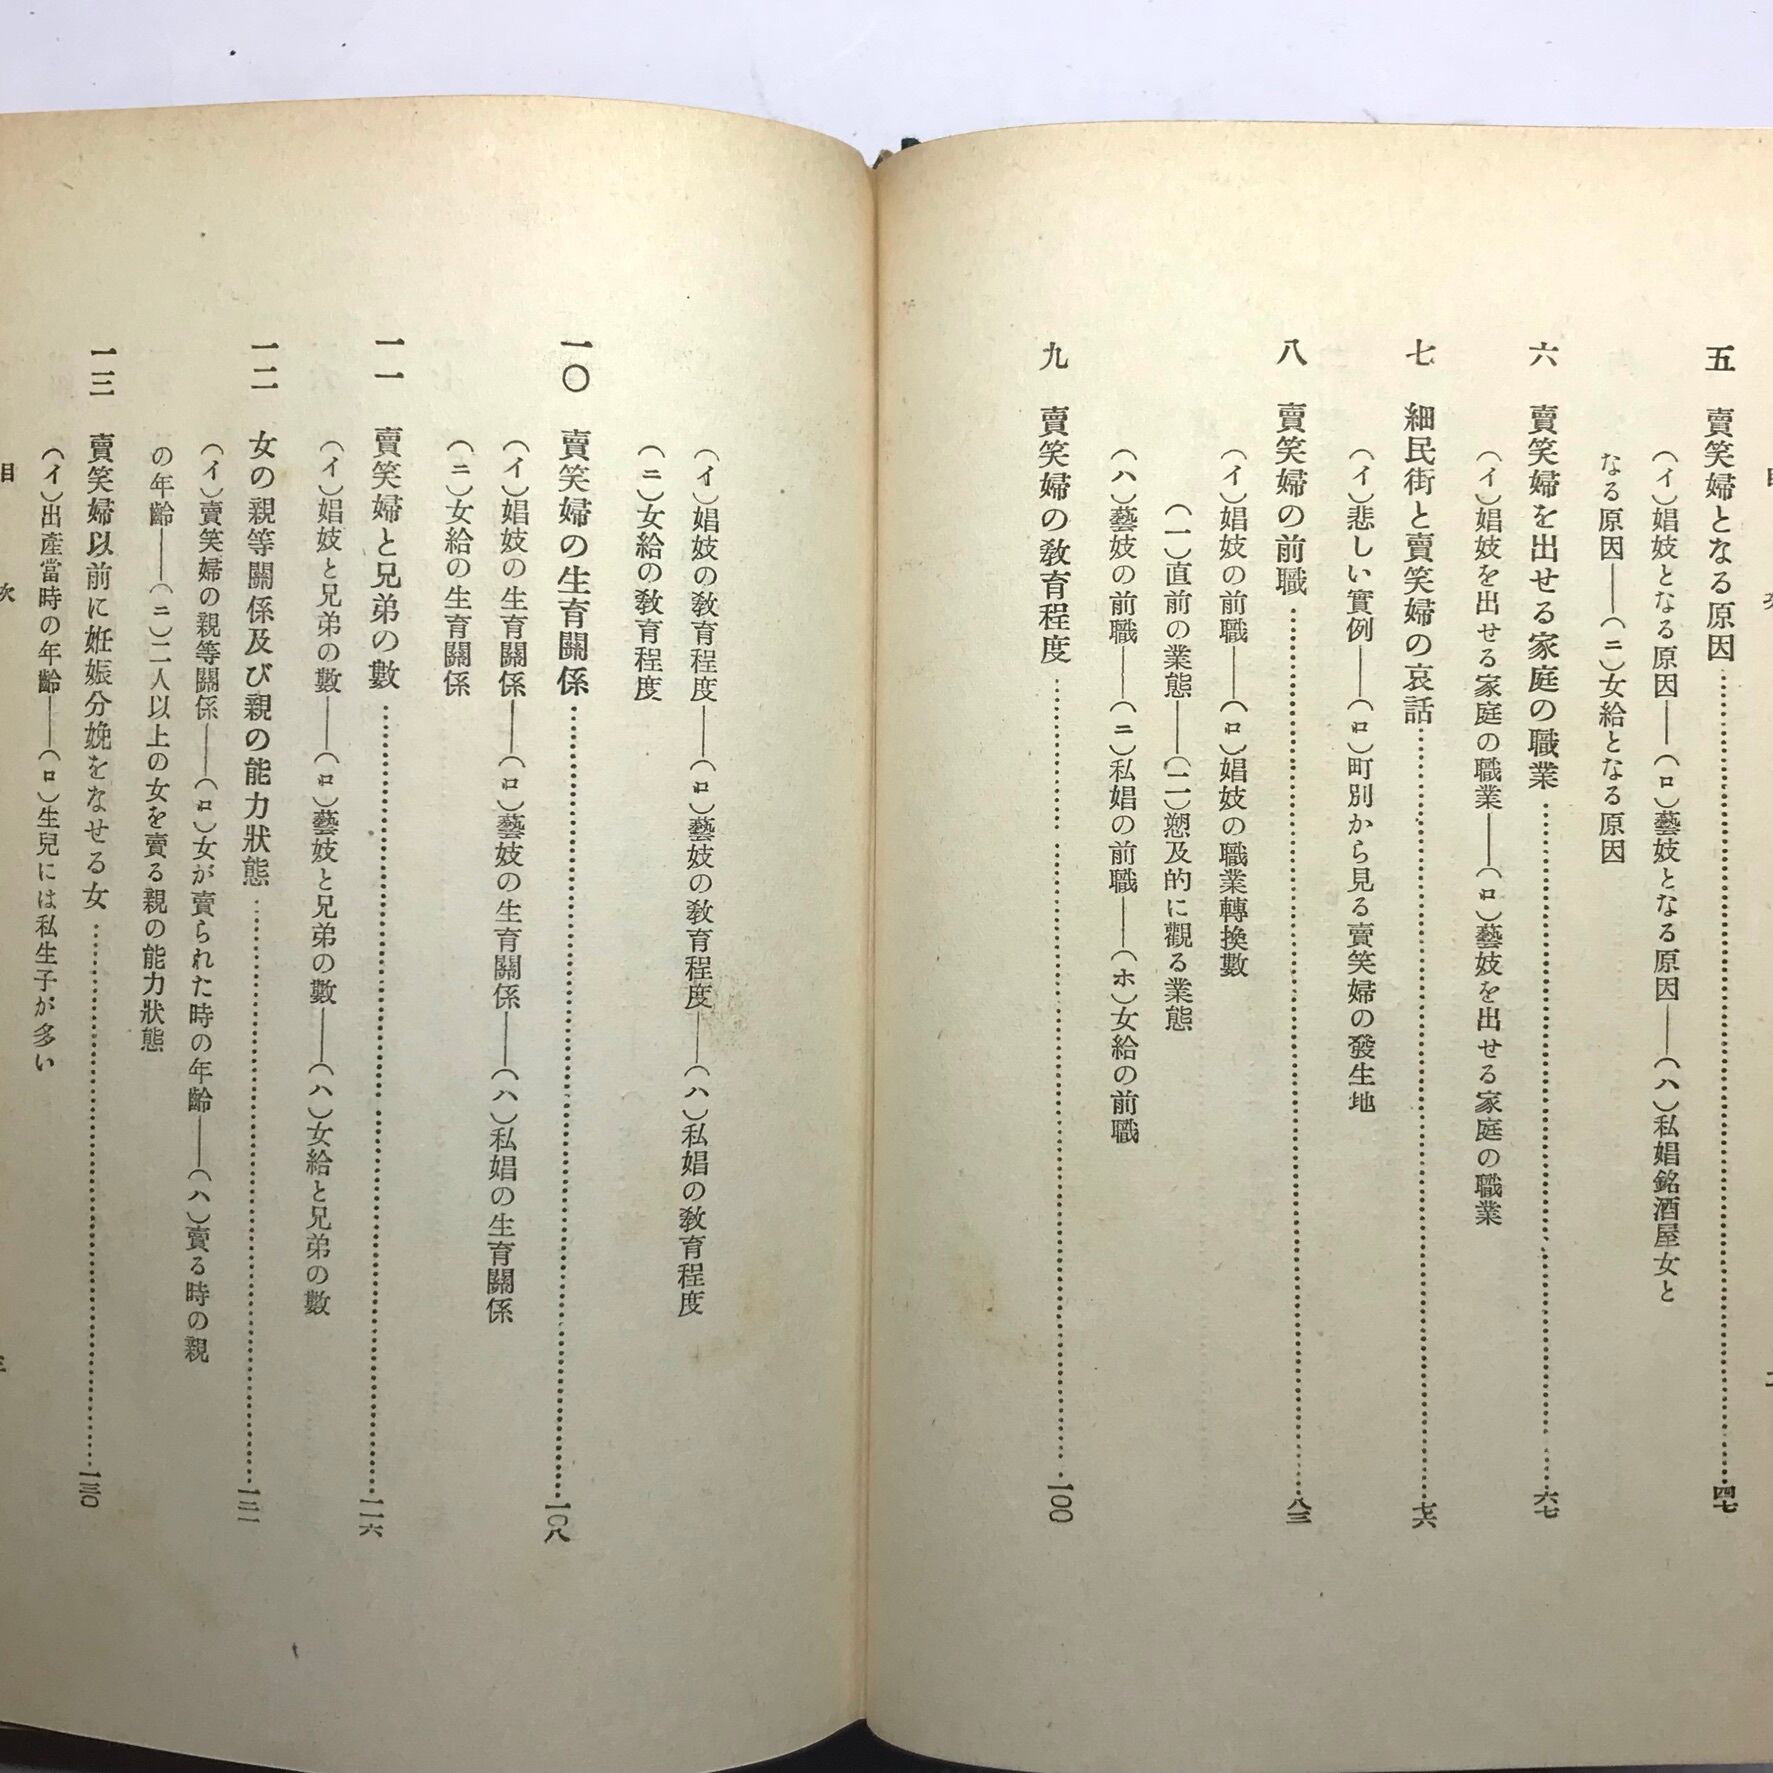 五 賣笑婦となる原因…………四七
(イ)娼妓となる原因――(ロ)藝妓となる原因――(ハ)私娼銘酒屋女と
なる原因――(ニ)女給となる原因
六 賣笑婦を出せる家庭の職業…………六七
(イ)娼妓を出せる家庭の職業――(ロ)藝妓を出せる家庭の職業
七 細民街と賣笑婦の哀話…………七六
(イ)悲しい實例――(ロ)町別から見る賣笑婦の發生地
八 賣笑婦の前職…………八三
(イ)娼妓の前職――(ロ)娼妓の職業轉換數
(一)直前の業態――(二)遡及的に觀る業態
(ハ)藝妓の前職――(ニ)私娼の前職――(ホ)女給の前職
九 賣笑婦の敎育程度…………一〇〇
(イ)娼妓の敎育程度――(ロ)藝妓の敎育程度――(ハ)私娼の敎育程度
(ニ)女給の敎育程度
一〇 賣笑婦の生育關係…………一〇八
(イ)娼妓の生育關係――(ロ)藝妓の生育關係――(ハ)私娼の生育關係
(ニ)女給の生育關係
一一 賣笑婦と兄弟の數…………一一六
(イ)娼妓と兄弟の數――(ロ)藝妓と兄弟の數――(ハ)女給と兄弟の數
一二 女の親等關係及び親の能力狀態…………一二一
(イ)賣笑婦の親等關係――(ロ)女が賣られた時の年齡――(ハ)賣る時の親
の年齡――(ニ)二人以上の女を賣る親の能力狀態
一三 賣笑婦以前に姙娠分娩をなせる女…………一三〇
(イ)出產當時の年齡――(ロ)生兒には私生子が多い
目次